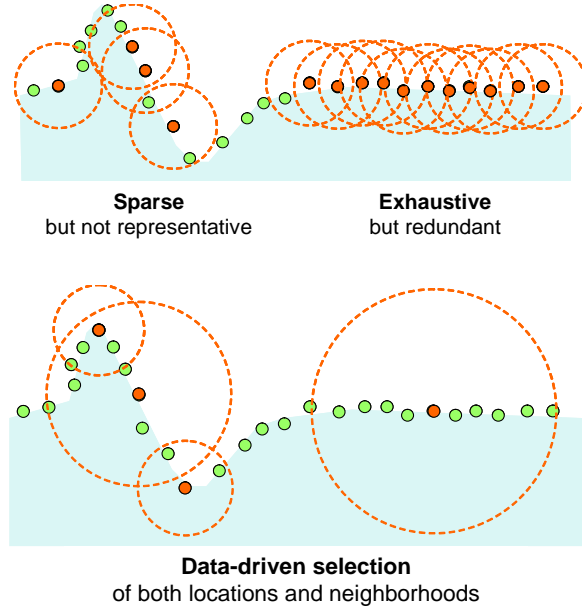 Sparse
but not representative
Exhaustive
but redundant
Data-driven selection
of both locations and neighborhoods